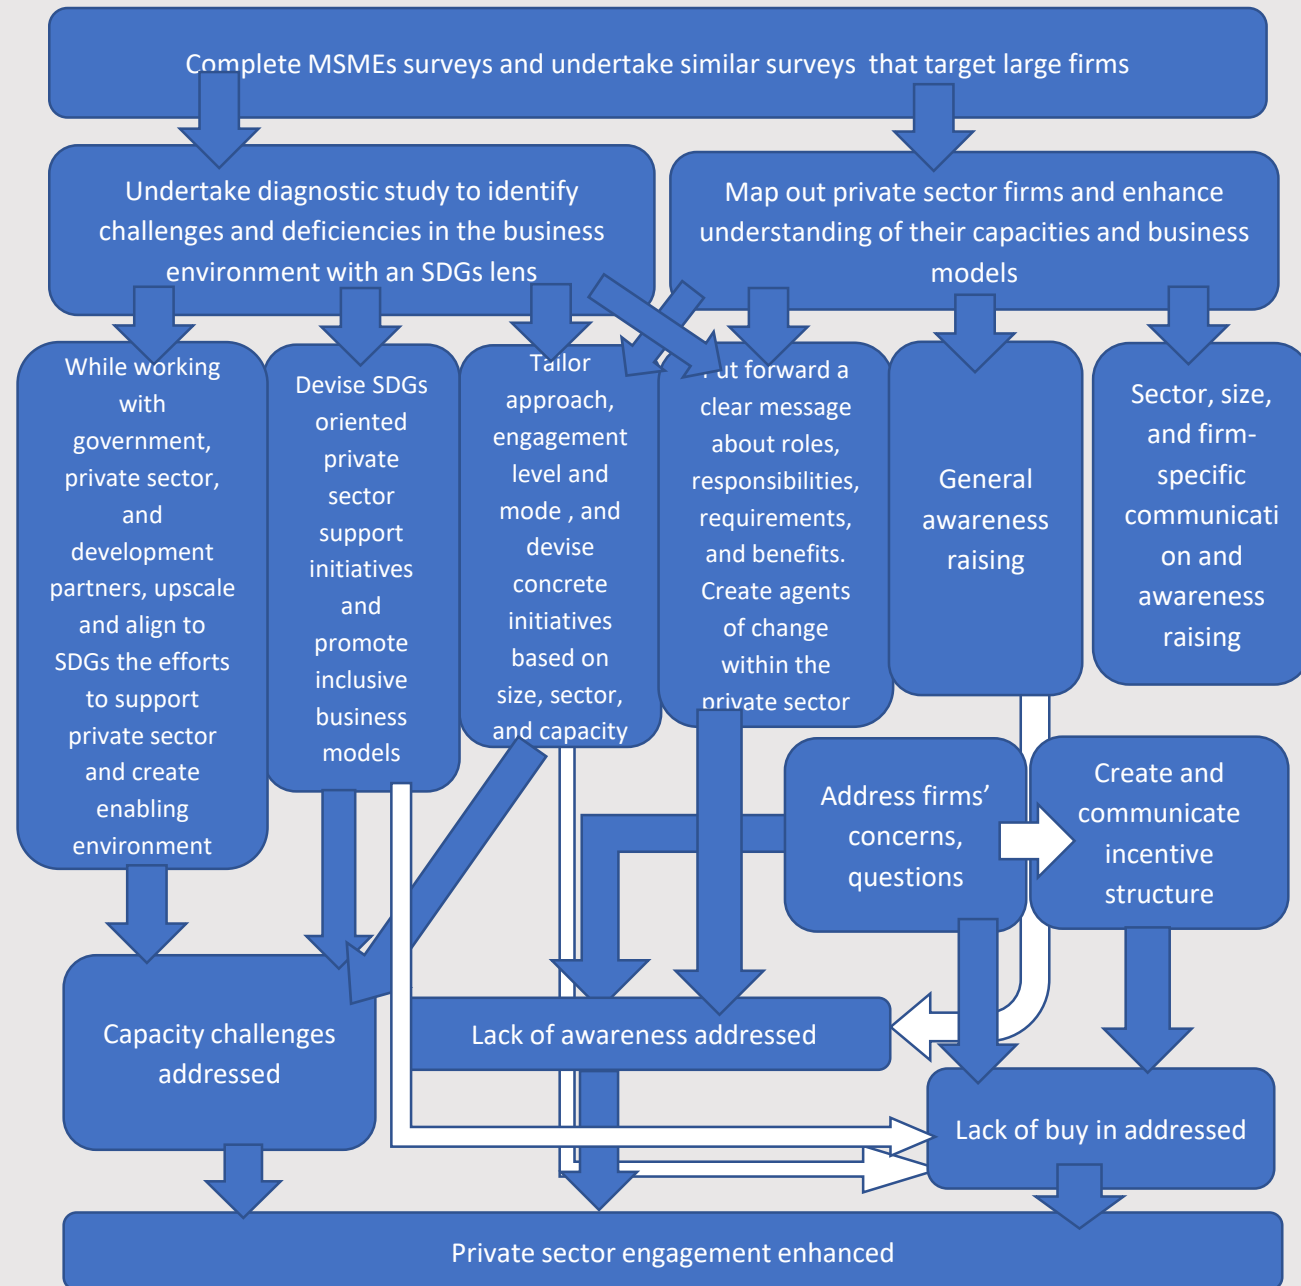 Complete MSMEs surveys and undertake similar surveys that target large firms
Undertake diagnostic study to identify
challenges and deficiencies in the business
environment with an SDGs lens
Map out private sector firms and enhance
understanding of their capacities and business
models
While working
with
government,
private sector,
and
development
partners, upscale
and align to
SDGs the efforts
to support
private sector
and create
enabling
environment
Devise SDGs
oriented
private
sector
support
initiatives
and
promote
inclusive
business
models
Tailor
approach,
engagement
level and
mode , and
devise
concrete
initiatives
based on
size, sector,
and capacity
Put forward a
clear message
about roles,
responsibilities,
requirements,
and benefits.
Create agents
of change
within the
private sector
General
awareness
raising
Sector, size,
and firm-
specific
communicati
on and
awareness
raising
Address firms’
concerns,
questions
Create and
communicate
incentive
structure
Capacity challenges
addressed
Lack of awareness addressed
Lack of buy in addressed
Private sector engagement enhanced